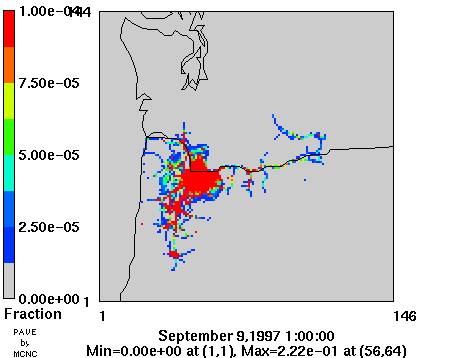 1.00e-04
144
7.50e-05
5.00e-05
2.50e-05
0.00e+00
1
Fraction
1
146
PAVE
by
MCNC
September 9,1997 1:00:00
Min=0.00e+00 at (1,1), Max=2.22e-01 at (56,64)